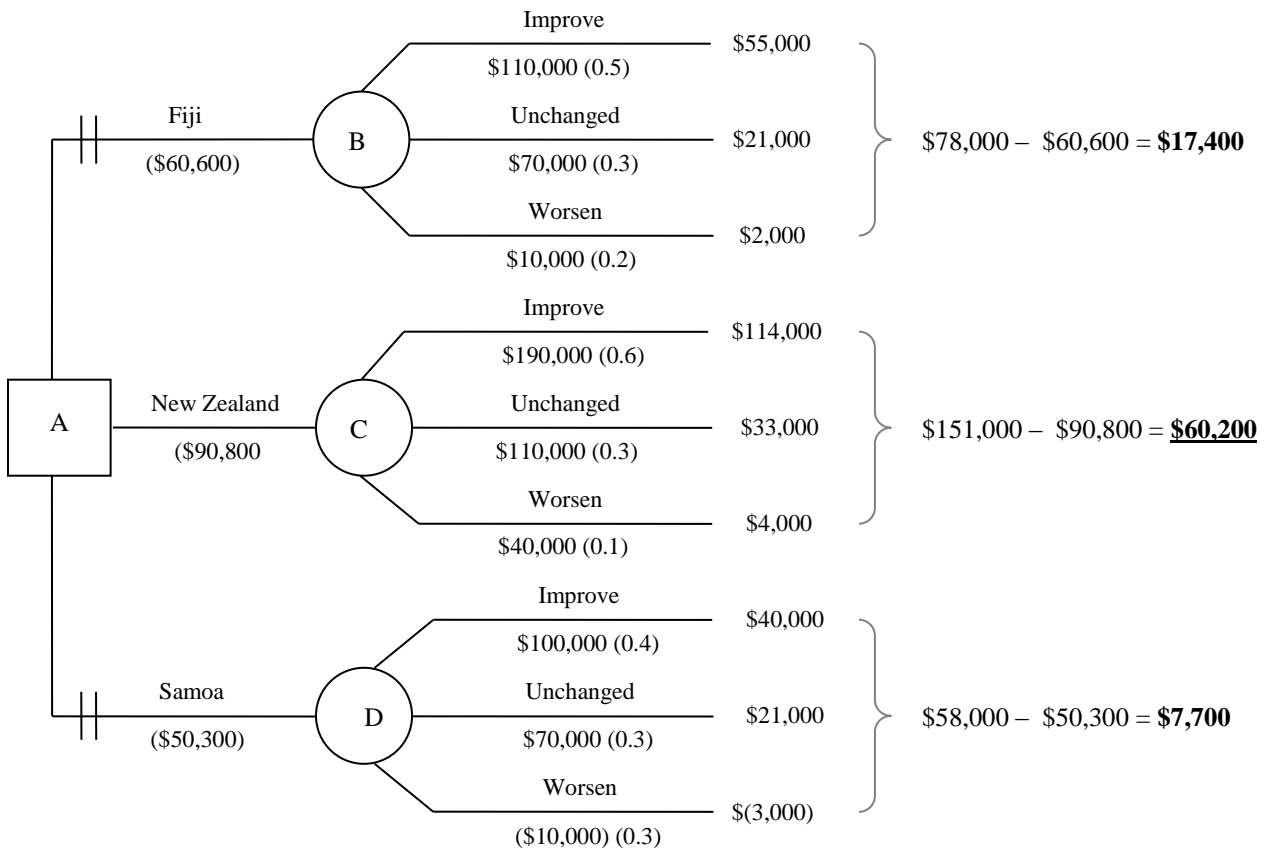 Improve
$55,000
$110,000 (0.5)
Fiji
($60,600)
B
Unchanged
$21,000
$70,000 (0.3)
$78,000 – $60,600 = $17,400
Worsen
$2,000
$10,000 (0.2)
Improve
$114,000
$190,000 (0.6)
A
New Zealand
($90,800
C
Unchanged
$33,000
$110,000 (0.3)
$151,000 – $90,800 = $60,200
Worsen
$4,000
$40,000 (0.1)
Improve
$40,000
$100,000 (0.4)
Samoa
($50,300)
D
Unchanged
$21,000
$70,000 (0.3)
$58,000 – $50,300 = $7,700
Worsen
$(3,000)
($10,000) (0.3)